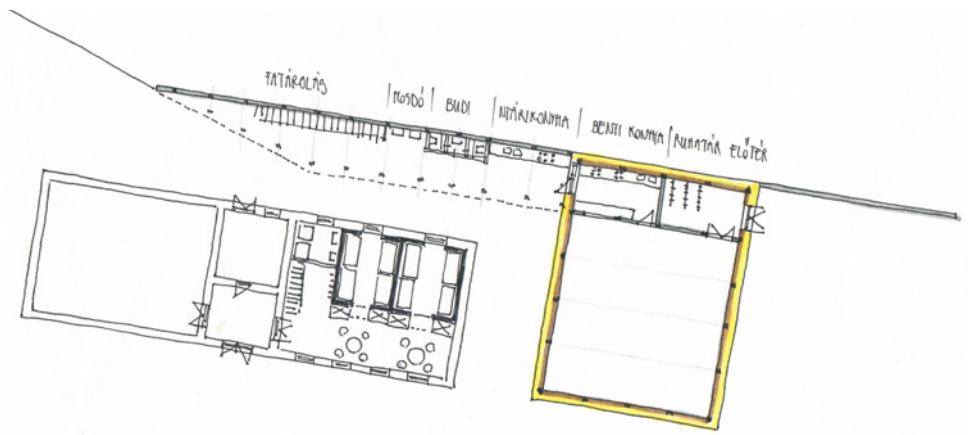 FATÁROLÁS
MOSDÓ
BUDI
NYÁRIKONYHA
BENTI KONYHA
RUHATÁR ELŐTÉR